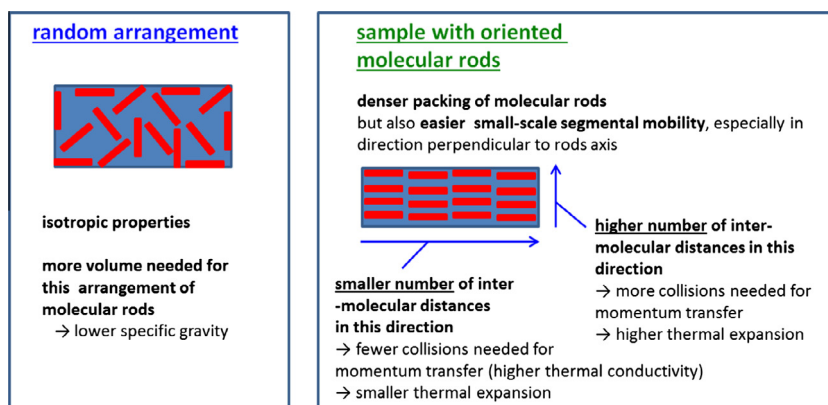 random arrangement
isotropic properties
more volume needed for
this arrangement of
molecular rods
→ lower specific gravity
sample with oriented
molecular rods
denser packing of molecular rods
but also easier small-scale segmental mobility, especially in
direction perpendicular to rods axis
smaller number of inter
-molecular distances
in this direction
→ fewer collisions needed for
momentum transfer (higher thermal conductivity)
→ smaller thermal expansion
higher number of inter-
molecular distances in this
direction
→ more collisions needed for
momentum transfer
→ higher thermal expansion